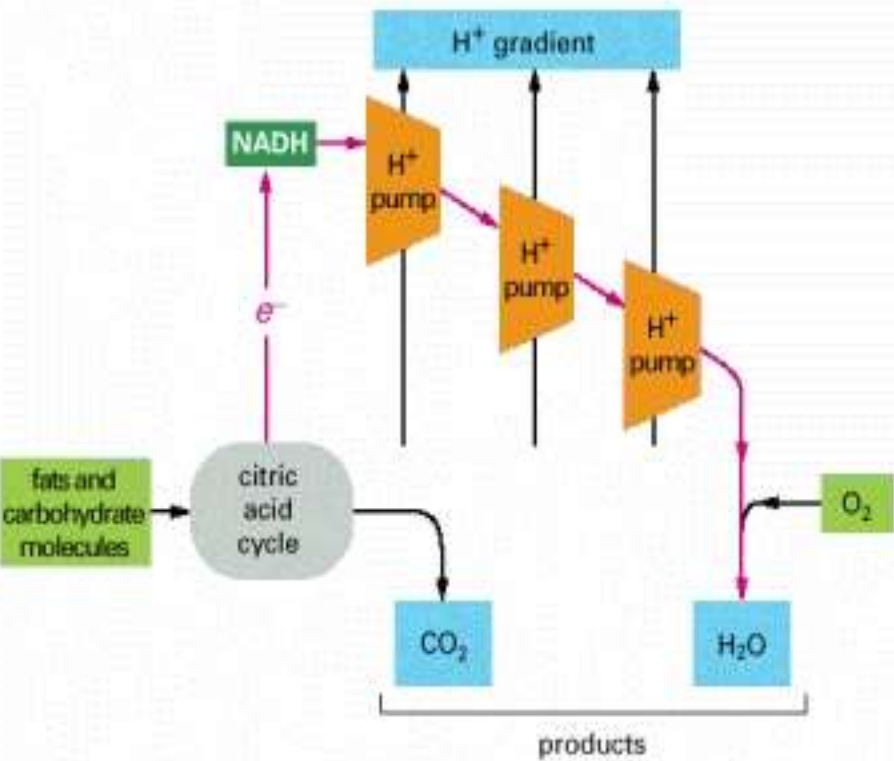 H⁺ gradient
NADH
H⁺
pump
H⁺
pump
H⁺
pump
e⁻
fats and
carbohydrate
molecules
citric
acid
cycle
O₂
CO₂
H₂O
products